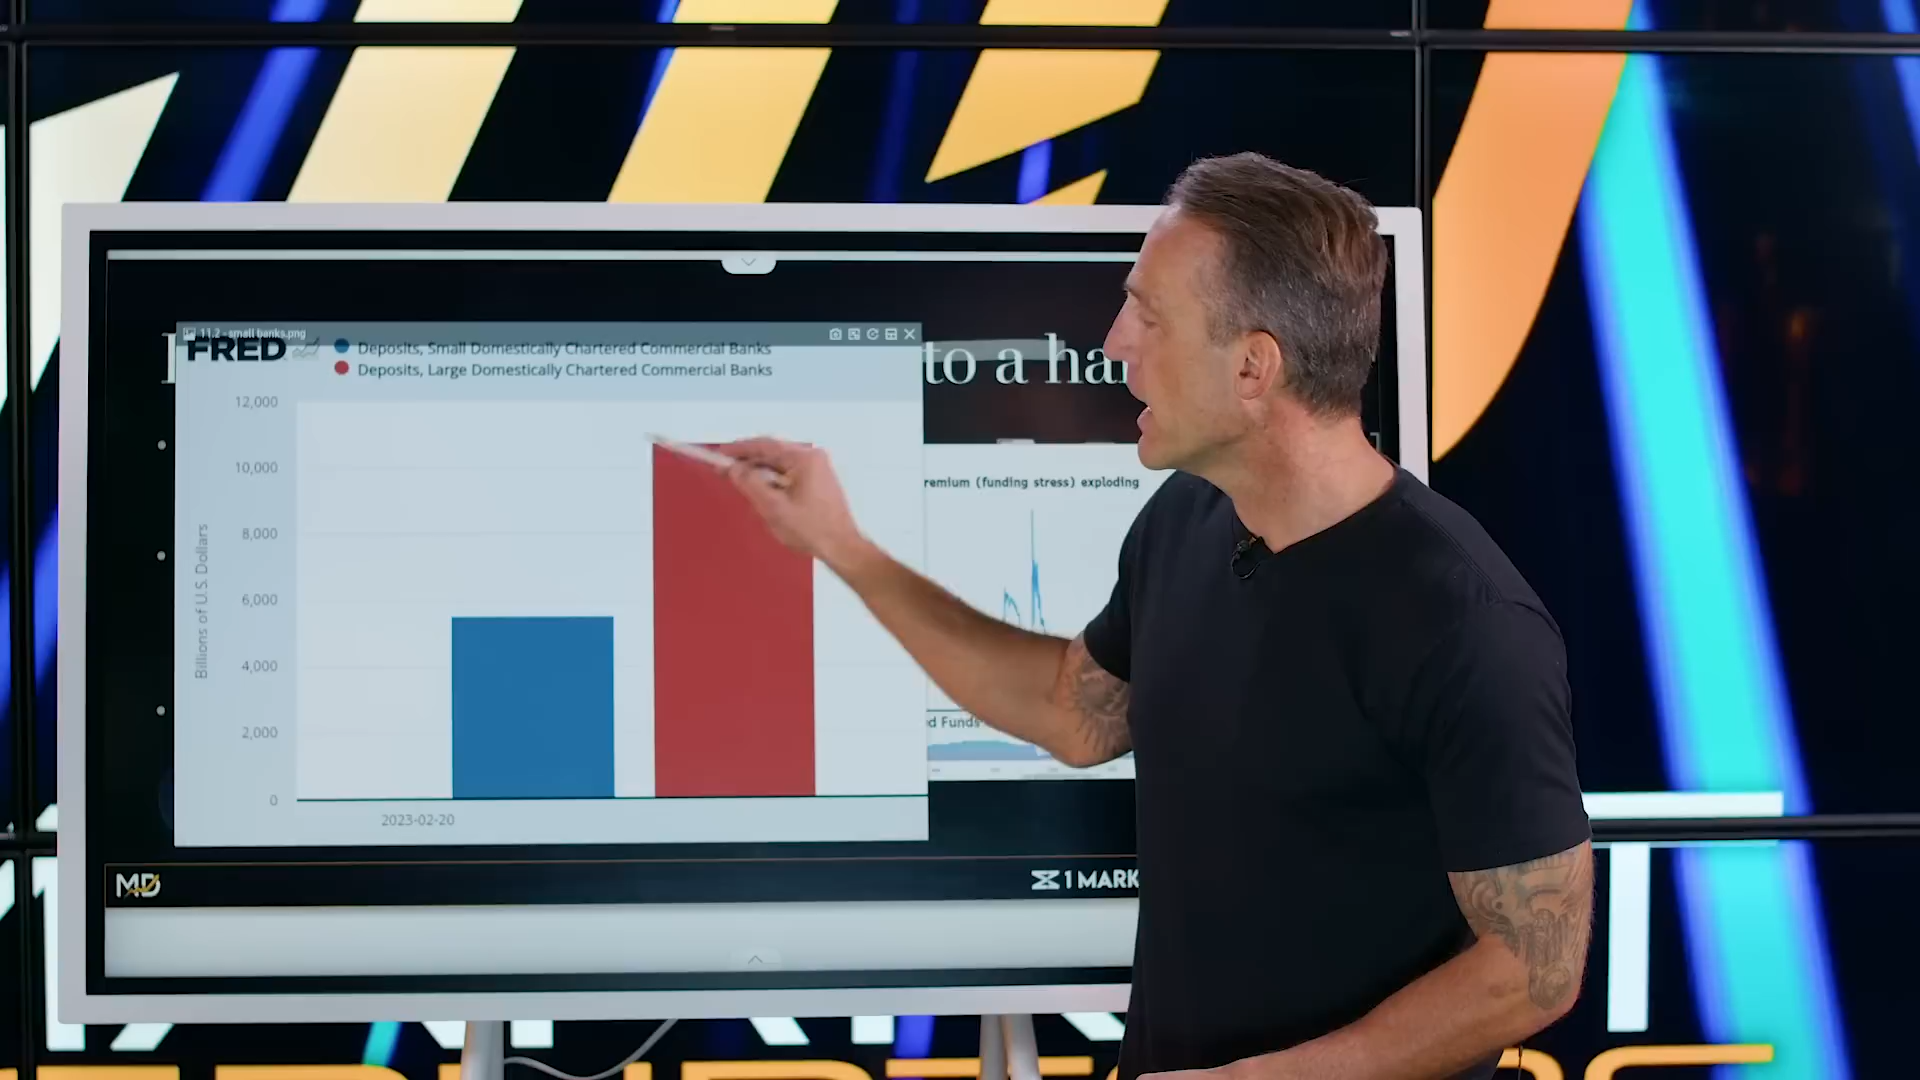 11.2 - small banks.png
FRED
Deposits, Small Domestically Chartered Commercial Banks
Deposits, Large Domestically Chartered Commercial Banks
to a ha
12,000
10,000
8,000
6,000
4,000
2,000
0
Billions of U.S. Dollars
2023-02-20
remium (funding stress) exploding
d Funds
MD
1 MARK